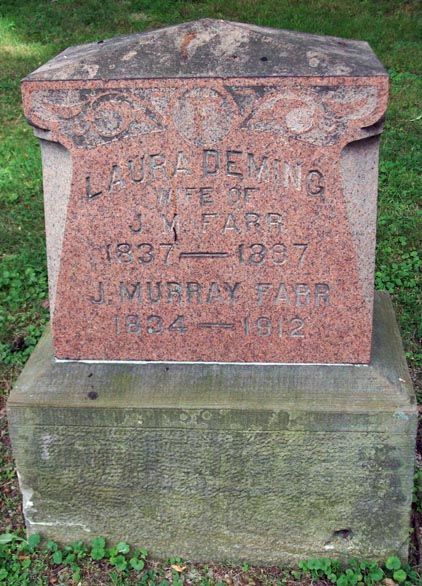 LAURA DEMING
WIFE OF
J. M. FARR
1837 — 1897
J. MURRAY FARR
1834 — 1912